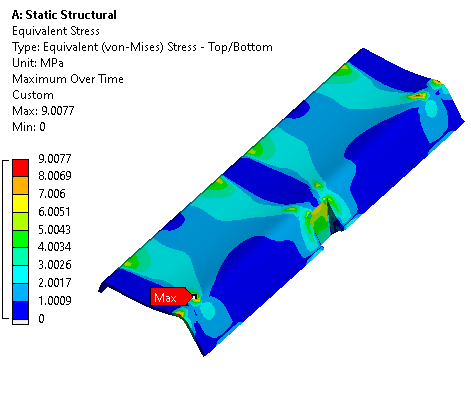 A: Static Structural
Equivalent Stress
Type: Equivalent (von-Mises) Stress - Top/Bottom
Unit: MPa
Maximum Over Time
Custom
Max: 9.0077
Min: 0
9.0077
8.0069
7.006
6.0051
5.0043
4.0034
3.0026
2.0017
1.0009
0
Max